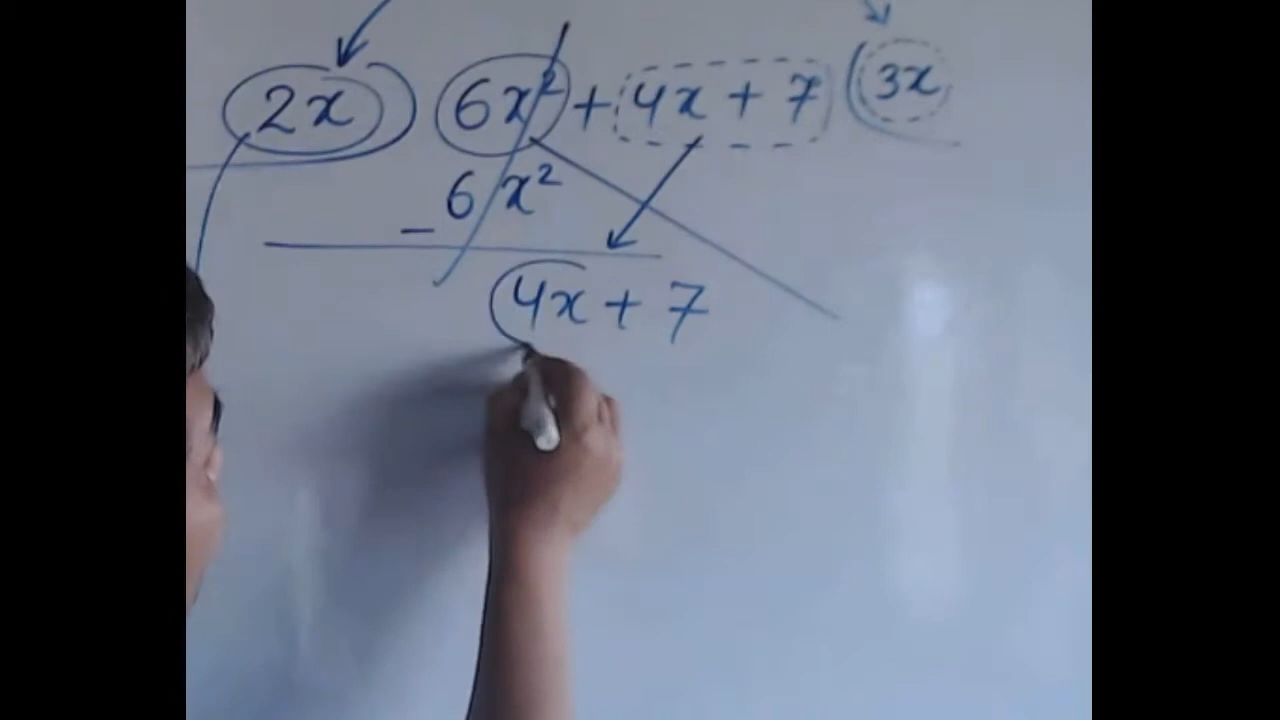 2x) 6x² + 4x + 7 (3x
- 6x²
4x + 7